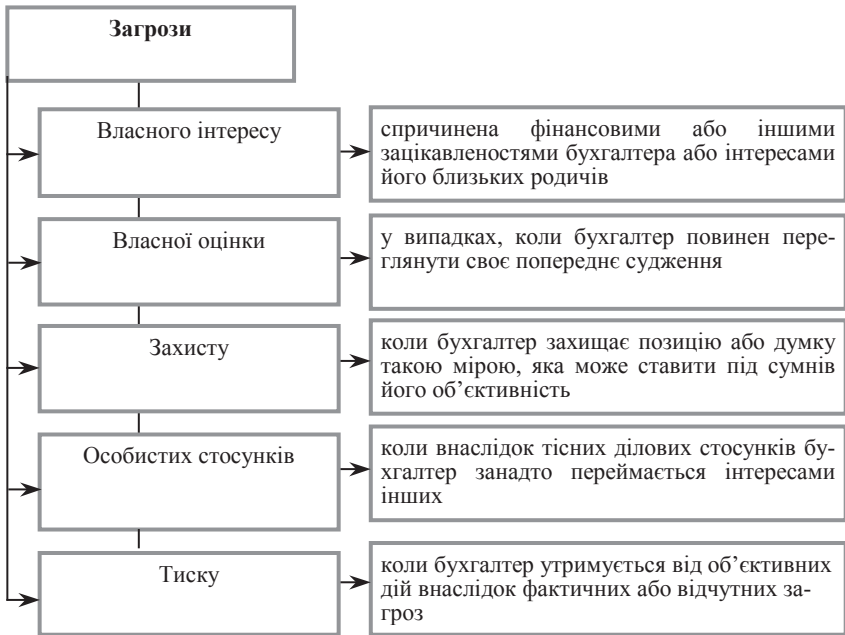 Загрози
Власного інтересу
спричинена фінансовими або іншими
зацікавленостями бухгалтера або інтересами
його близьких родичів
Власної оцінки
у випадках, коли бухгалтер повинен пере-
глянути своє попереднє судження
Захисту
коли бухгалтер захищає позицію або думку
такою мірою, яка може ставити під сумнів
його об’єктивність
Особистих стосунків
коли внаслідок тісних ділових стосунків бу-
хгалтер занадто переймається інтересами
інших
Тиску
коли бухгалтер утримується від об’єктивних
дій внаслідок фактичних або відчутних за-
гроз